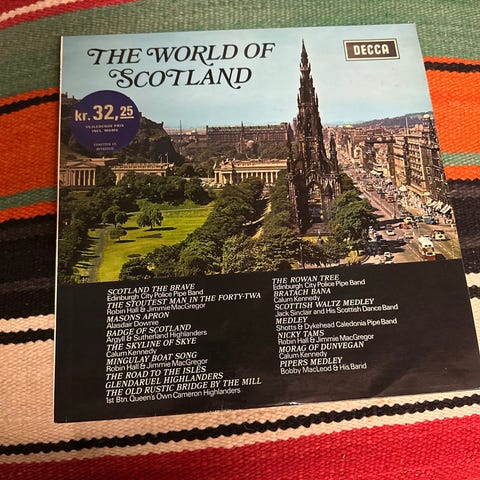 THE WORLD OF
SCOTLAND
DECCA
kr. 32,25
VEJLEDENDE PRIS
INCL. MOMS
SCOTLAND THE BRAVE
Edinburgh City Police Pipe Band
THE STOUTEST MAN IN THE FORTY-TWA
Robin Hall & Jimmie MacGregor
MASONS APRON
Alasdair Downie
BADGE OF SCOTLAND
Argyll & Sutherland Highlanders
THE SKYLINE OF SKYE
Calum Kennedy
MINGULAY BOAT SONG
Robin Hall & Jimmie MacGregor
THE ROAD TO THE ISLES
GLENDARUEL HIGHLANDERS
THE OLD RUSTIC BRIDGE BY THE MILL
1st Btn. Queen's Own Cameron Highlanders
THE ROWAN TREE
Edinburgh City Police Pipe Band
BRATACH BANA
Calum Kennedy
SCOTTISH WALTZ MEDLEY
Jack Sinclair and His Scottish Dance Band
MEDLEY
Shotts & Dykehead Caledonia Pipe Band
NICKY TAMS
Robin Hall & Jimmie MacGregor
MORAG OF DUNVEGAN
Calum Kennedy
PIPERS MEDLEY
Bobby MacLeod & His Band